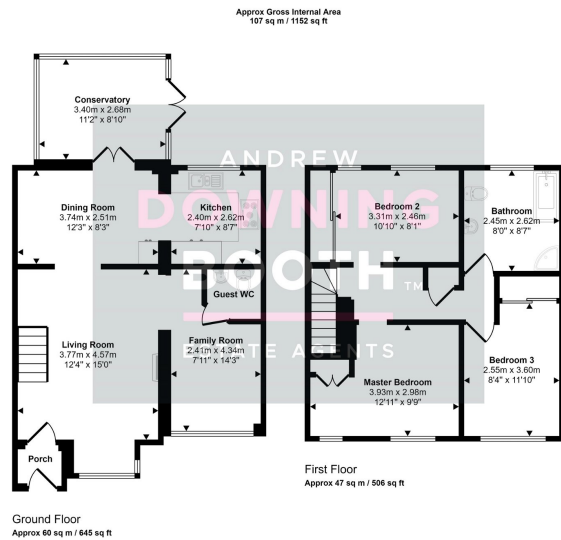 Approx Gross Internal Area
107 sq m / 1152 sq ft
Conservatory
3.40m x 2.68m
11'2" x 8'10"
ANDREW
DOWNING
BOOTH™
ESTATE AGENTS
Dining Room
3.74m x 2.51m
12'3" x 8'3"
Kitchen
2.40m x 2.62m
7'10" x 8'7"
Guest WC
Living Room
3.77m x 4.57m
12'4" x 15'0"
Family Room
2.41m x 4.34m
7'11" x 14'3"
Porch
Ground Floor
Approx 60 sq m / 645 sq ft
Bedroom 2
3.31m x 2.46m
10'10" x 8'1"
Bathroom
2.45m x 2.62m
8'0" x 8'7"
Master Bedroom
3.93m x 2.98m
12'11" x 9'9"
Bedroom 3
2.55m x 3.60m
8'4" x 11'10"
First Floor
Approx 47 sq m / 506 sq ft